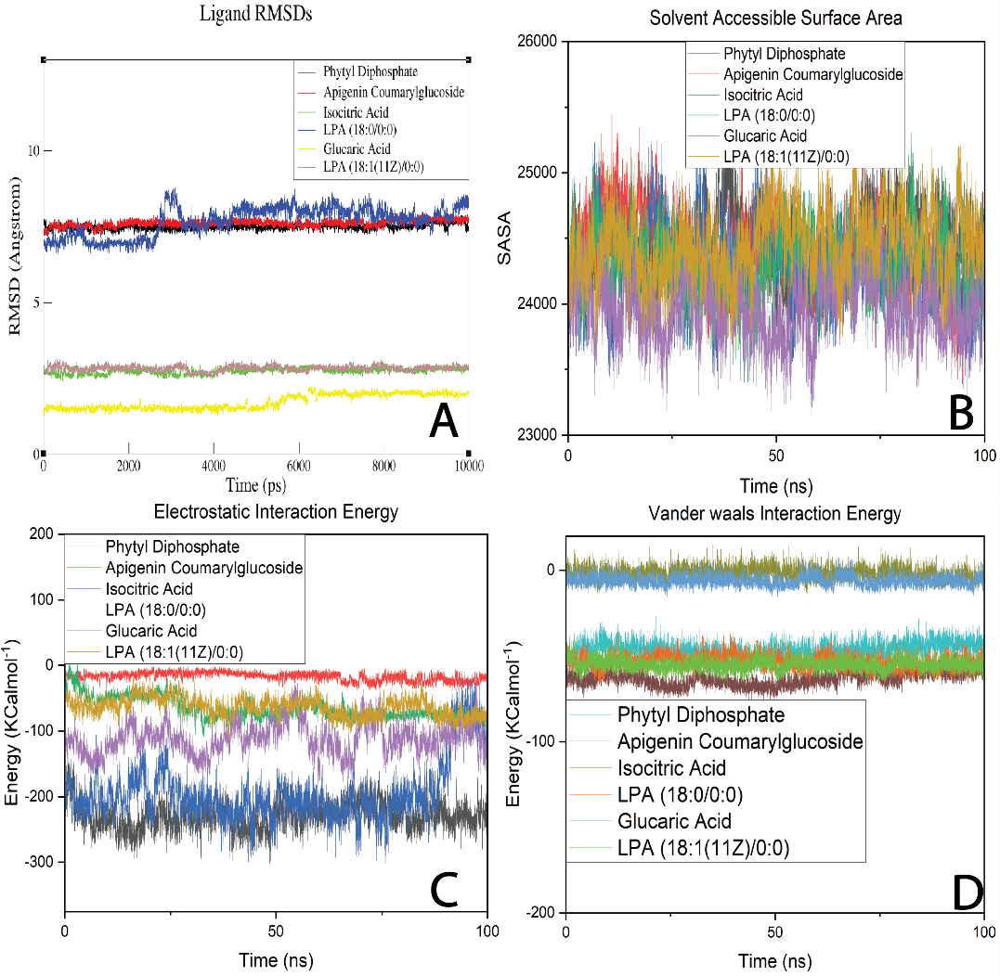 Ligand RMSDs
10
5
0
RMSD (Angstrom)
Phytyl Diphosphate
Apigenin Coumarylglucoside
Isocitric Acid
LPA (18:0/0:0)
Glucaric Acid
LPA (18:1(11Z)/0:0)
A
0
2000
4000
6000
8000
10000
Time (ps)
Solvent Accessible Surface Area
26000
25000
24000
23000
SASA
Phytyl Diphosphate
Apigenin Coumarylglucoside
Isocitric Acid
LPA (18:0/0:0)
Glucaric Acid
LPA (18:1(11Z)/0:0)
B
0
50
100
Time (ns)
Electrostatic Interaction Energy
200
100
0
-100
-200
-300
Energy (KCalmol-1)
Phytyl Diphosphate
Apigenin Coumarylglucoside
Isocitric Acid
LPA (18:0/0:0)
Glucaric Acid
LPA (18:1(11Z)/0:0)
C
0
50
100
Time (ns)
Vander waals Interaction Energy
0
-100
-200
Energy (KCalmol-1)
Phytyl Diphosphate
Apigenin Coumarylglucoside
Isocitric Acid
LPA (18:0/0:0)
Glucaric Acid
LPA (18:1(11Z)/0:0)
D
0
50
100
Time (ns)